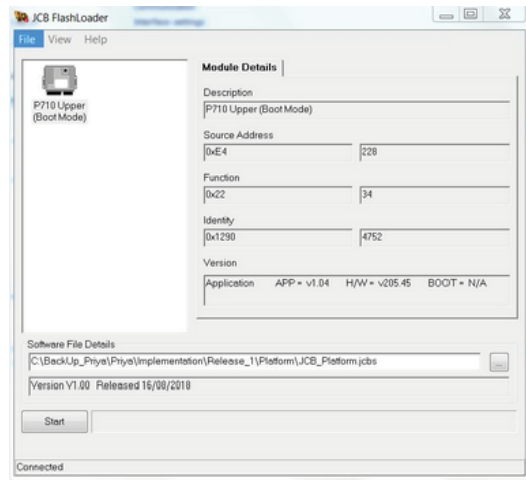 JCB FlashLoader
File View Help
P710 Upper
(Boot Mode)
Module Details
Description
P710 Upper (Boot Mode)
Source Address
0xE4 228
Function
0x22 34
Identity
0x1290 4752
Version
Application APP = v1.04 H/W = v205.45 BOOT = N/A
Software File Details
C:\BackUp_Priya\Priya\Implementation\Release_1\Platform\JCB_Platform.jcbs
...
Version V1.00 Released 16/08/2018
Start
Connected